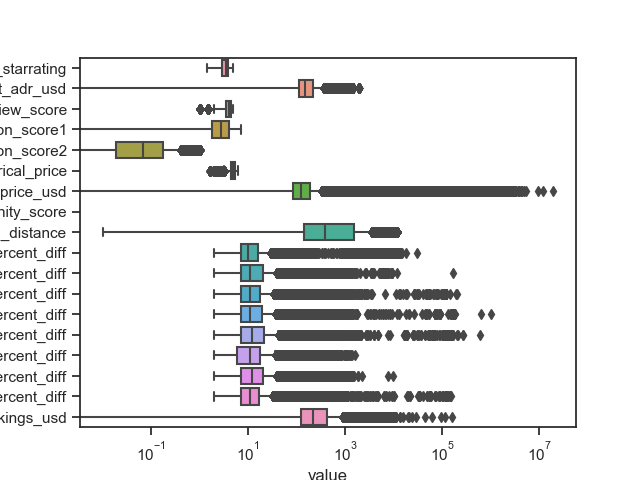 _starrating
t_adr_usd
iew_score
on_score1
on_score2
rical_price
price_usd
nity_score
_distance
ercent_diff
ercent_diff
ercent_diff
ercent_diff
ercent_diff
ercent_diff
ercent_diff
ercent_diff
kings_usd
10⁻¹ 10¹ 10³ 10⁵ 10⁷
value